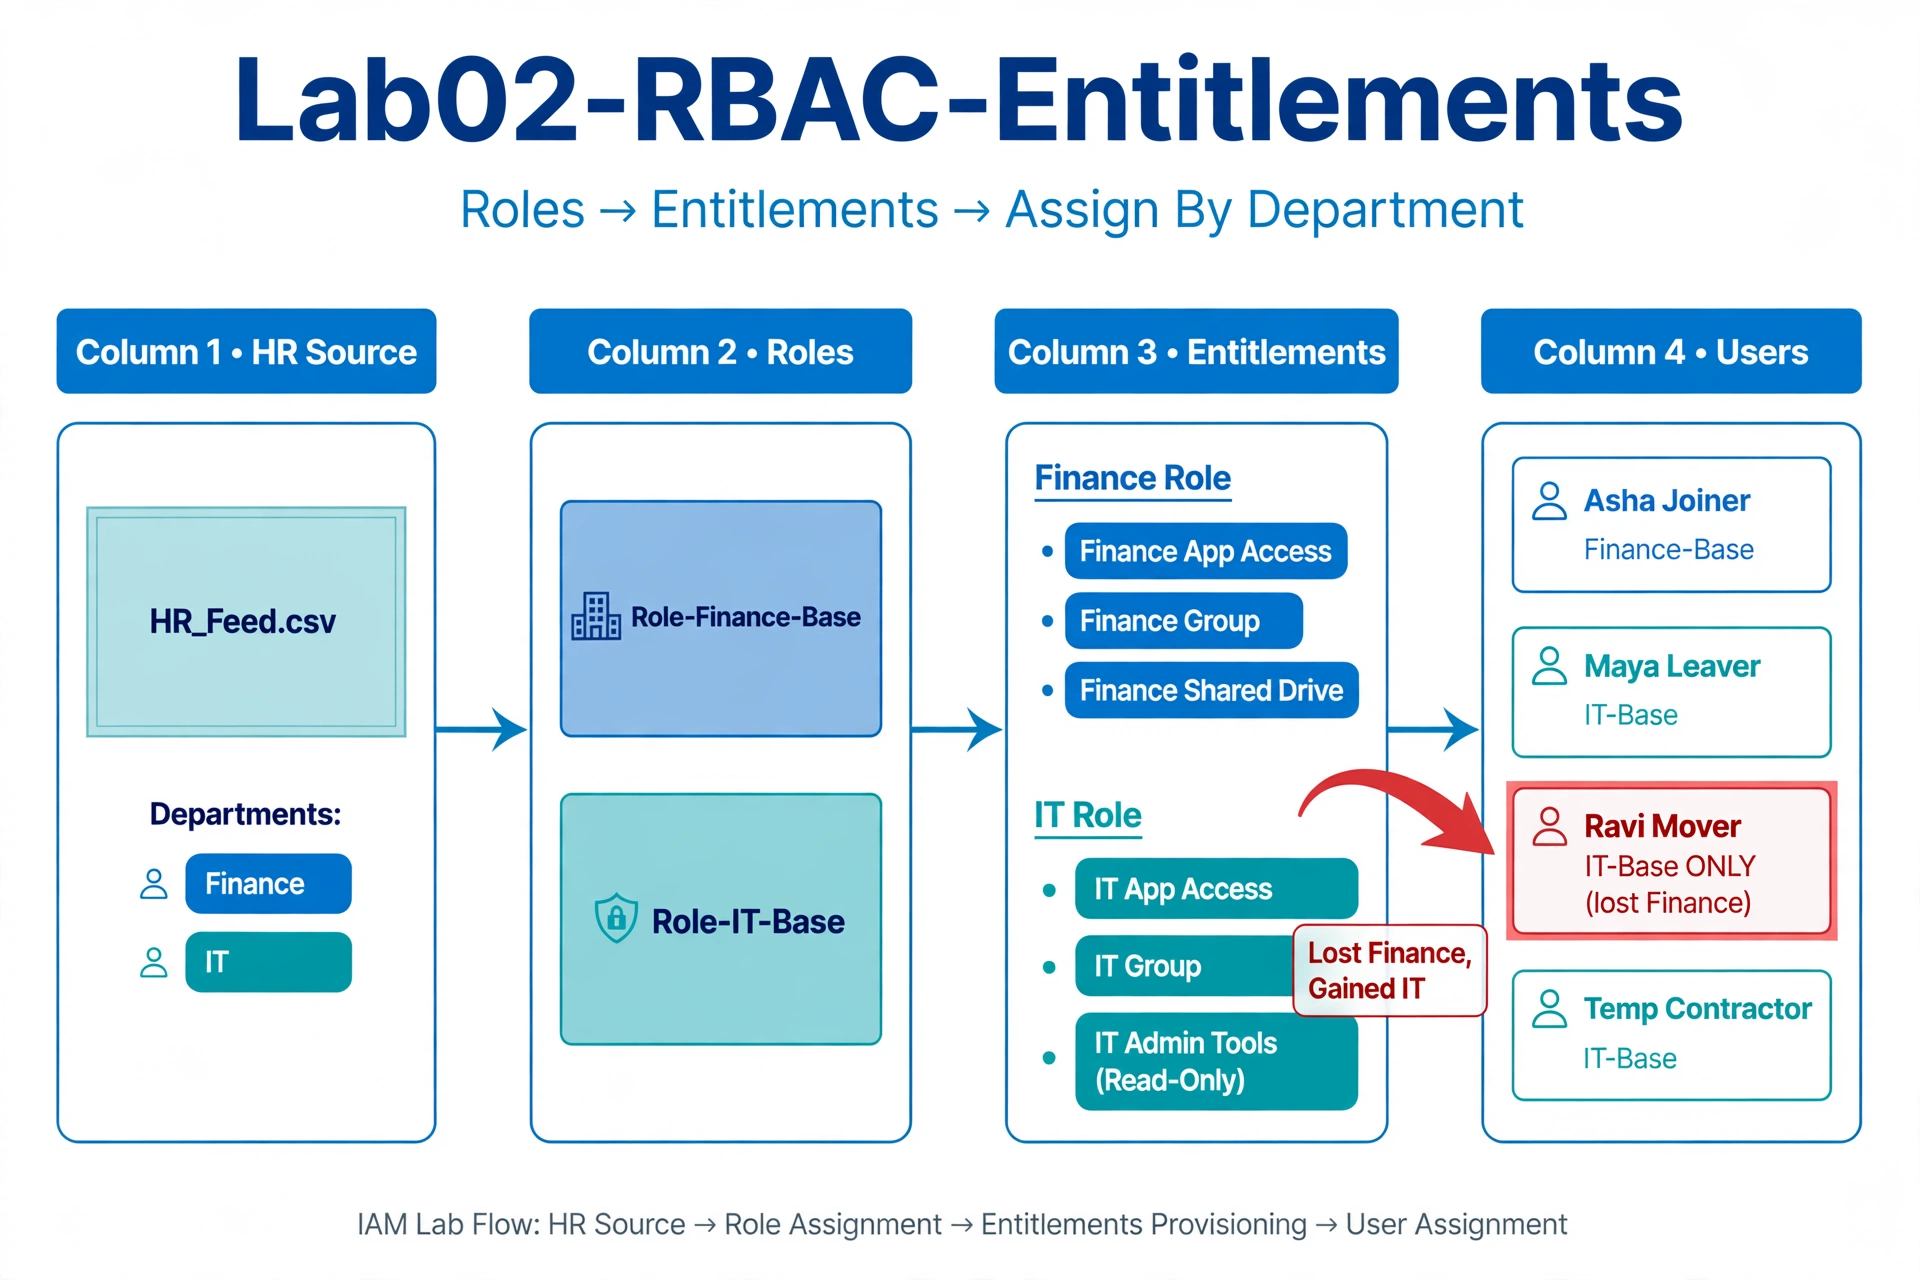 Lab02-RBAC-Entitlements
Roles → Entitlements → Assign By Department
Column 1 • HR Source
HR_Feed.csv
Departments:
Finance
IT
Column 2 • Roles
Role-Finance-Base
Role-IT-Base
Column 3 • Entitlements
Finance Role
• Finance App Access
• Finance Group
• Finance Shared Drive
IT Role
• IT App Access
• IT Group
• IT Admin Tools
(Read-Only)
Lost Finance,
Gained IT
Column 4 • Users
Asha Joiner
Finance-Base
Maya Leaver
IT-Base
Ravi Mover
IT-Base ONLY
(lost Finance)
Temp Contractor
IT-Base
IAM Lab Flow: HR Source → Role Assignment → Entitlements Provisioning → User Assignment